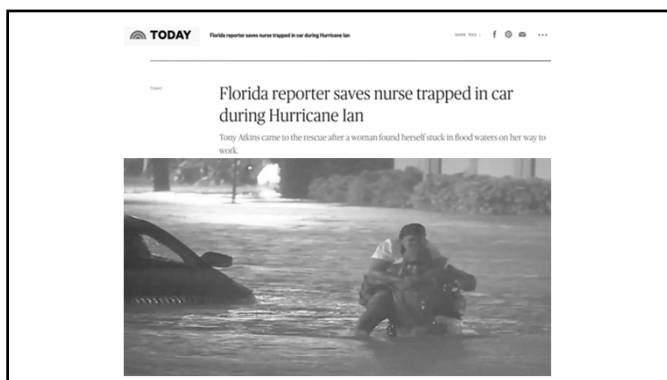 TODAY
Florida reporter saves nurse trapped in car during Hurricane Ian
TODAY
Florida reporter saves nurse trapped in car
during Hurricane Ian
Tony Atkins came to the rescue after a woman found herself stuck in flood waters on her way to
work.